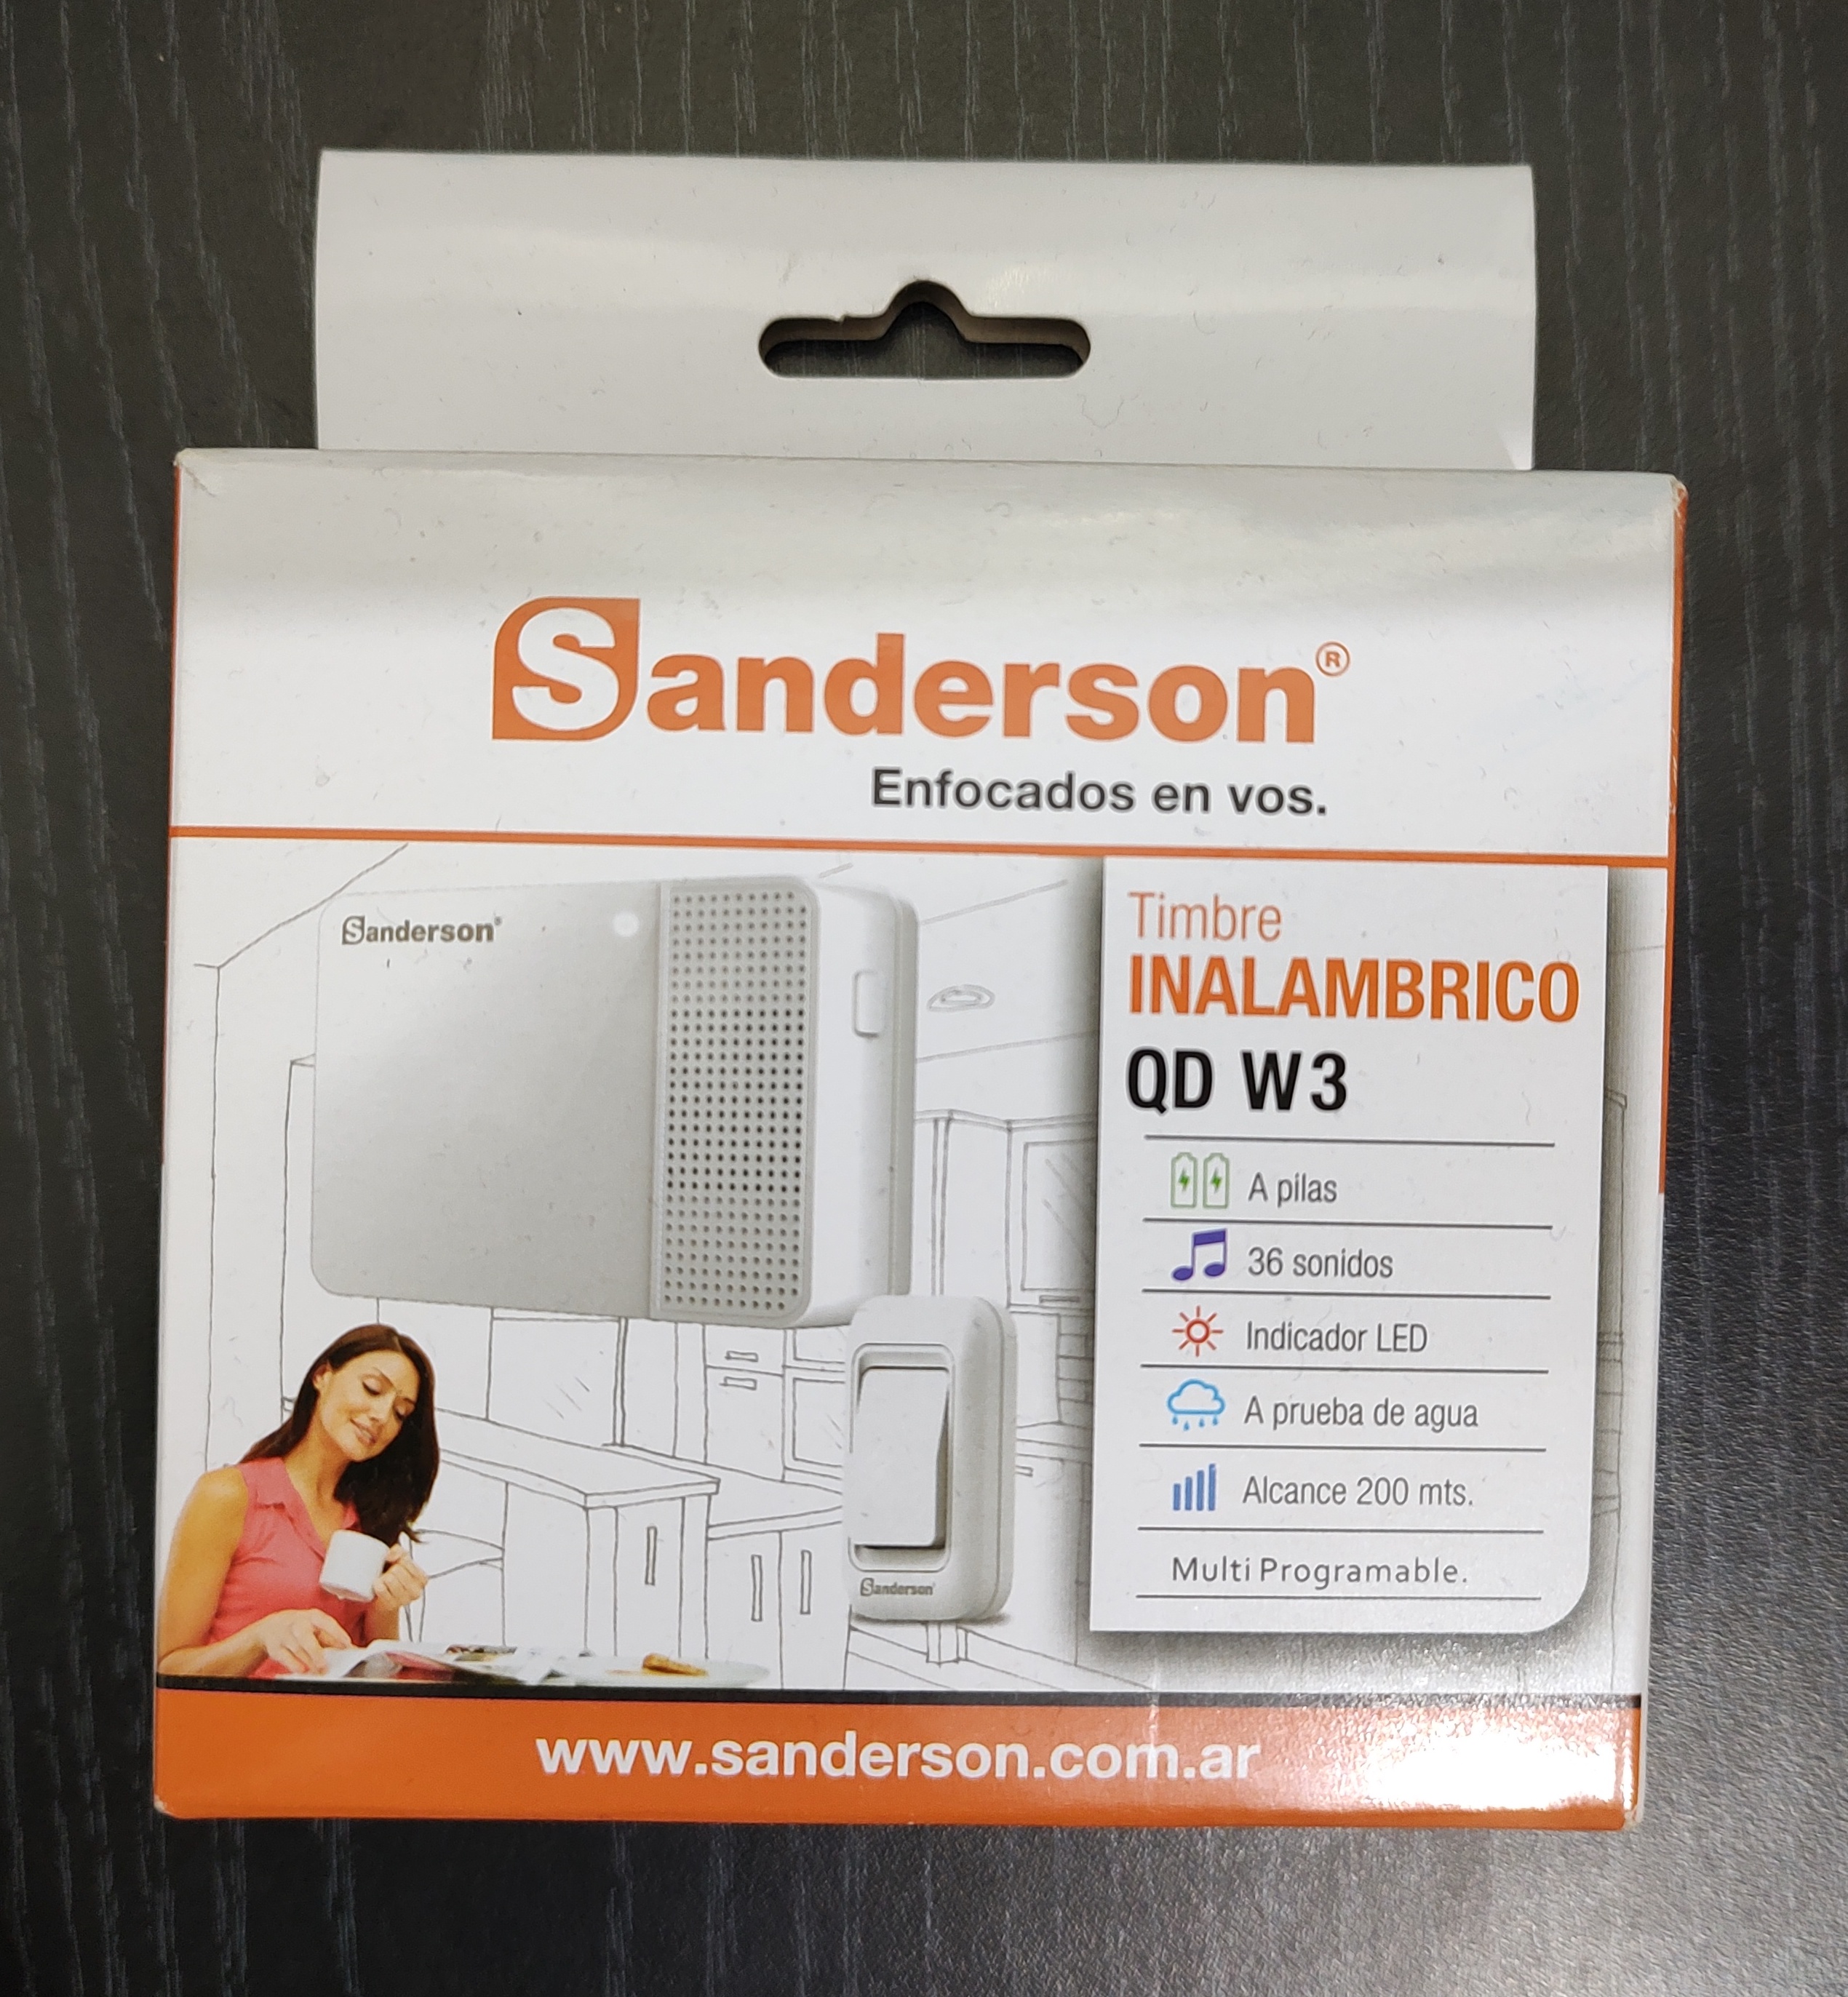 Sanderson®
Enfocados en vos.
Sanderson®
Timbre
INALAMBRICO
QD W3
A pilas
36 sonidos
Indicador LED
A prueba de agua
Alcance 200 mts.
Multi Programable.
Sanderson
www.sanderson.com.ar